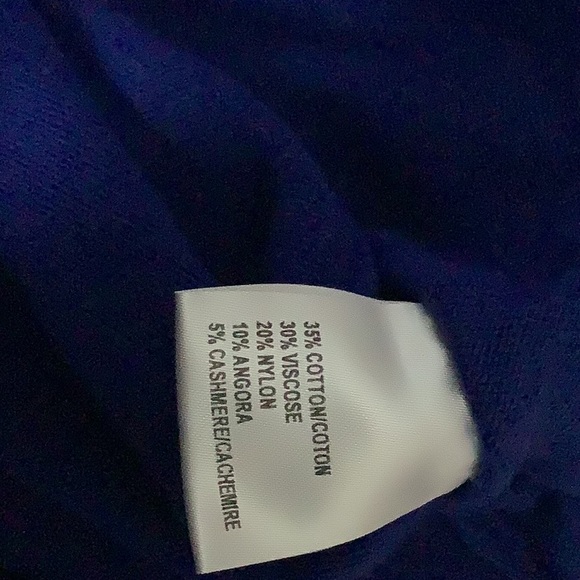 35% COTTON/COTON
30% VISCOSE
20% NYLON
10% ANGORA
5% CASHMERE/CACHEMIRE